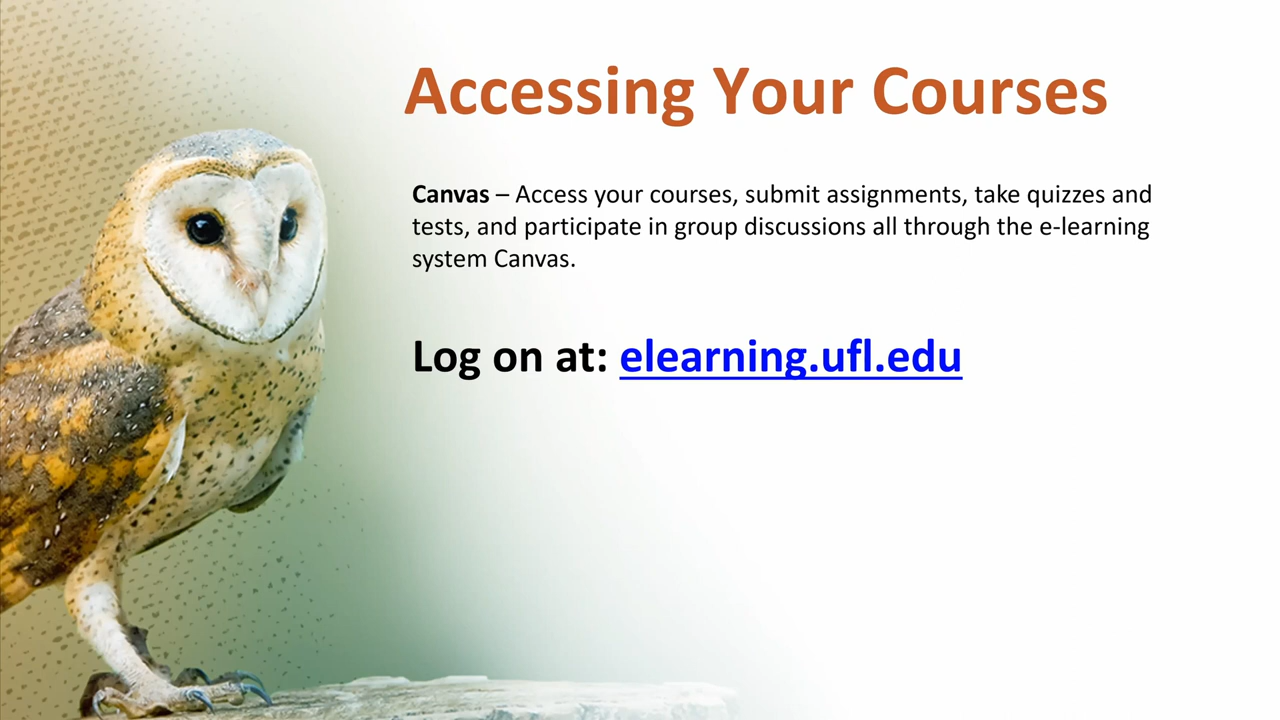 Accessing Your Courses
Canvas – Access your courses, submit assignments, take quizzes and
tests, and participate in group discussions all through the e-learning
system Canvas.
Log on at: elearning.ufl.edu